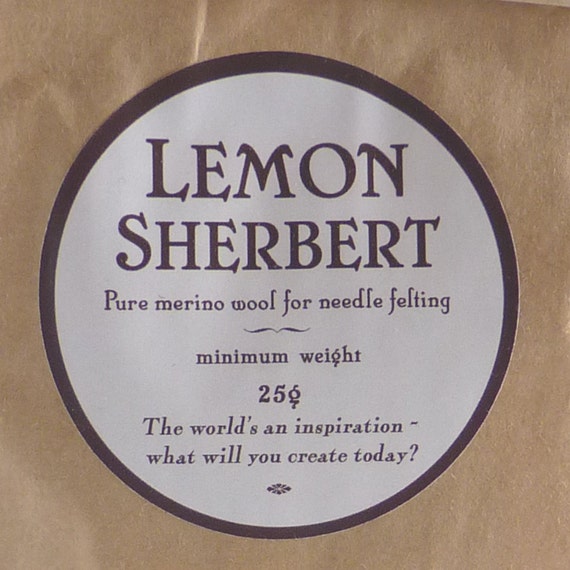 LEMON
SHERBERT
Pure merino wool for needle felting
minimum weight
25g
The world's an inspiration ~
what will you create today?